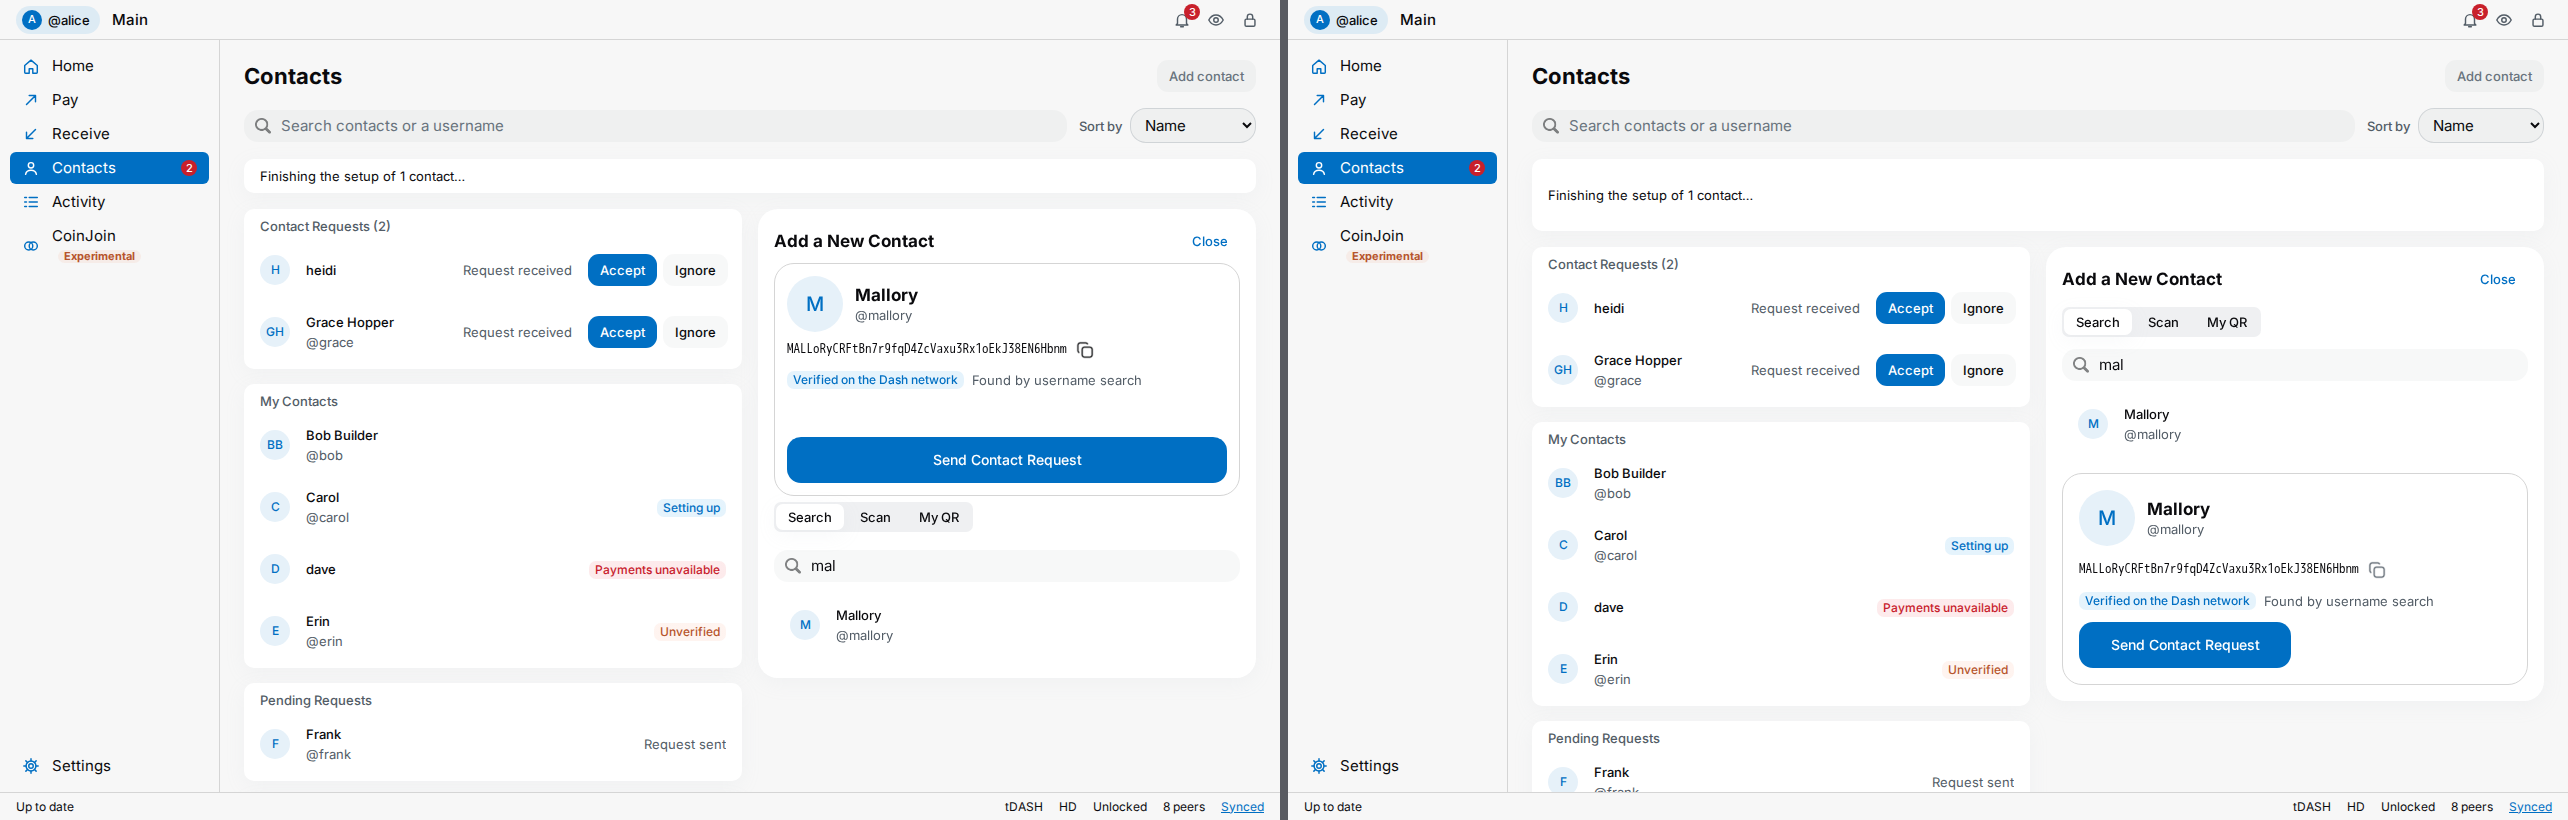 A @alice Main 3
Home
Pay
Receive
Contacts 2
Activity
CoinJoin
Experimental
Settings
Contacts
Add contact
Search contacts or a username
Sort by Name
Finishing the setup of 1 contact...
Contact Requests (2)
H heidi Request received Accept Ignore
GH Grace Hopper Request received Accept Ignore
@grace
My Contacts
BB Bob Builder
@bob
C Carol Setting up
@carol
D dave Payments unavailable
E Erin Unverified
@erin
Pending Requests
F Frank Request sent
@frank
Add a New Contact Close
M Mallory
@mallory
MALLoRyCRFtBn7r9fqD4ZcVaxu3Rx1oEkJ38EN6Hbnm
Verified on the Dash network Found by username search
Send Contact Request
Search Scan My QR
mal
M Mallory
@mallory
Up to date tDASH HD Unlocked 8 peers Synced
A @alice Main 3
Home
Pay
Receive
Contacts 2
Activity
CoinJoin
Experimental
Settings
Contacts
Add contact
Search contacts or a username
Sort by Name
Finishing the setup of 1 contact...
Contact Requests (2)
H heidi Request received Accept Ignore
GH Grace Hopper Request received Accept Ignore
@grace
My Contacts
BB Bob Builder
@bob
C Carol Setting up
@carol
D dave Payments unavailable
E Erin Unverified
@erin
Pending Requests
F Frank Request sent
@frank
Add a New Contact Close
Search Scan My QR
mal
M Mallory
@mallory
M Mallory
@mallory
MALLoRyCRFtBn7r9fqD4ZcVaxu3Rx1oEkJ38EN6Hbnm
Verified on the Dash network Found by username search
Send Contact Request
Up to date tDASH HD Unlocked 8 peers Synced